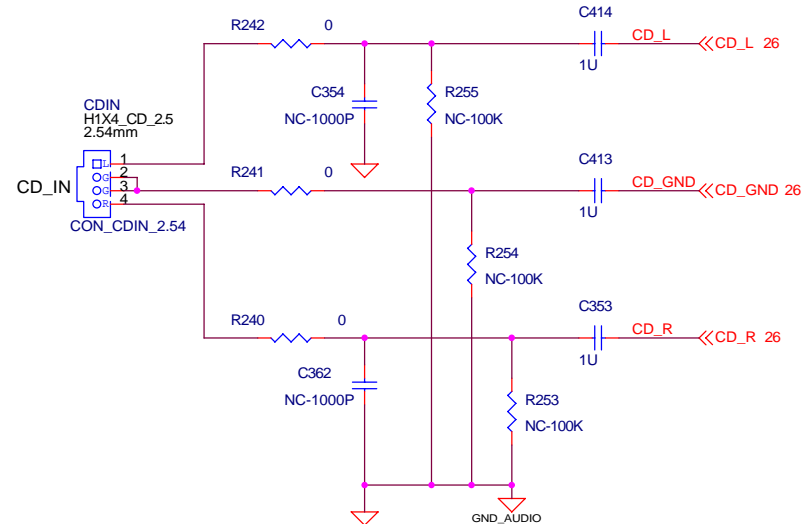 C414
R242 0
CD_L
CD_L 26
1U
C354
NC-1000P
R255
NC-100K
CDIN
H1X4_CD_2.5
2.54mm
CD_IN
L 1
G 2
G 3
R 4
CON_CDIN_2.54
R241 0
C413
CD_GND
CD_GND 26
1U
R254
NC-100K
C353
R240 0
CD_R
CD_R 26
1U
C362
NC-1000P
R253
NC-100K
GND_AUDIO